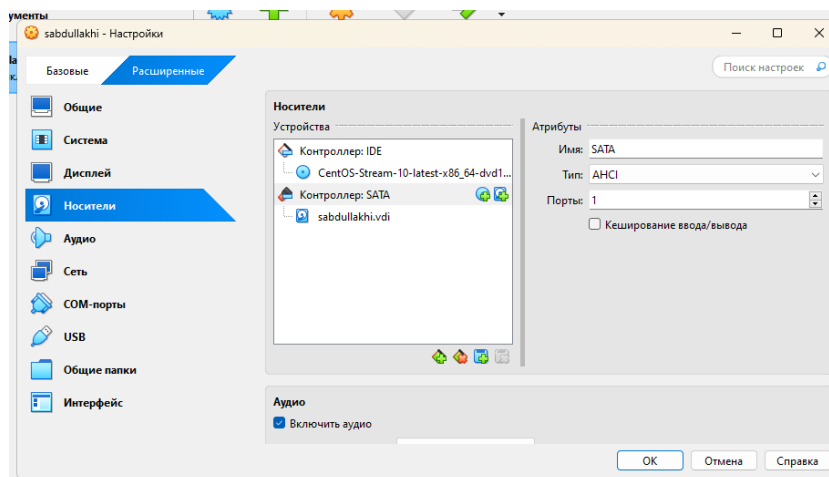 ументы
sabdullakhi - Настройки
Базовые
Расширенные
Поиск настроек
Общие
Система
Дисплей
Носители
Аудио
Сеть
COM-порты
USB
Общие папки
Интерфейс
Носители
Устройства
Контроллер: IDE
CentOS-Stream-10-latest-x86_64-dvd1...
Контроллер: SATA
sabdullakhi.vdi
Атрибуты
Имя: SATA
Тип: AHCI
Порты: 1
Кеширование ввода/вывода
Аудио
Включить аудио
OK
Отмена
Справка